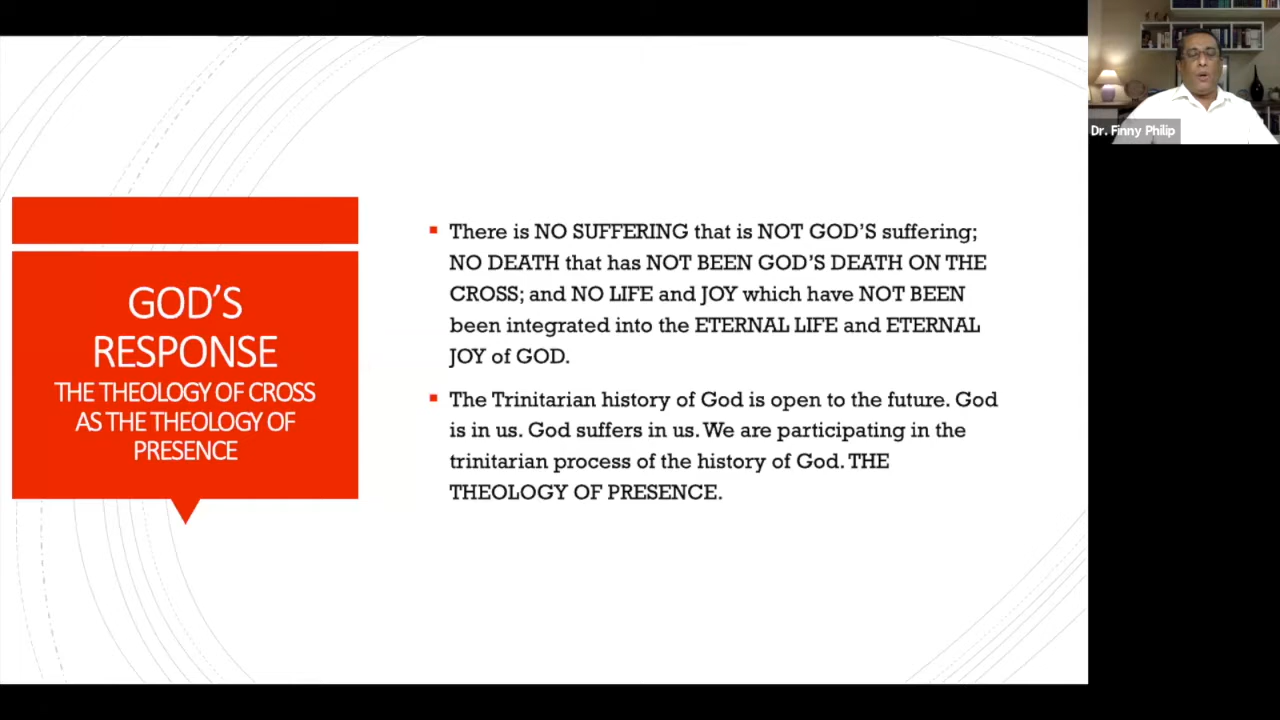 GOD'S
RESPONSE
THE THEOLOGY OF CROSS
AS THE THEOLOGY OF
PRESENCE
There is NO SUFFERING that is NOT GOD'S suffering;
NO DEATH that has NOT BEEN GOD'S DEATH ON THE
CROSS; and NO LIFE and JOY which have NOT BEEN
been integrated into the ETERNAL LIFE and ETERNAL
JOY of GOD.
The Trinitarian history of God is open to the future. God
is in us. God suffers in us. We are participating in the
trinitarian process of the history of God. THE
THEOLOGY OF PRESENCE.
Dr. Finny Philip